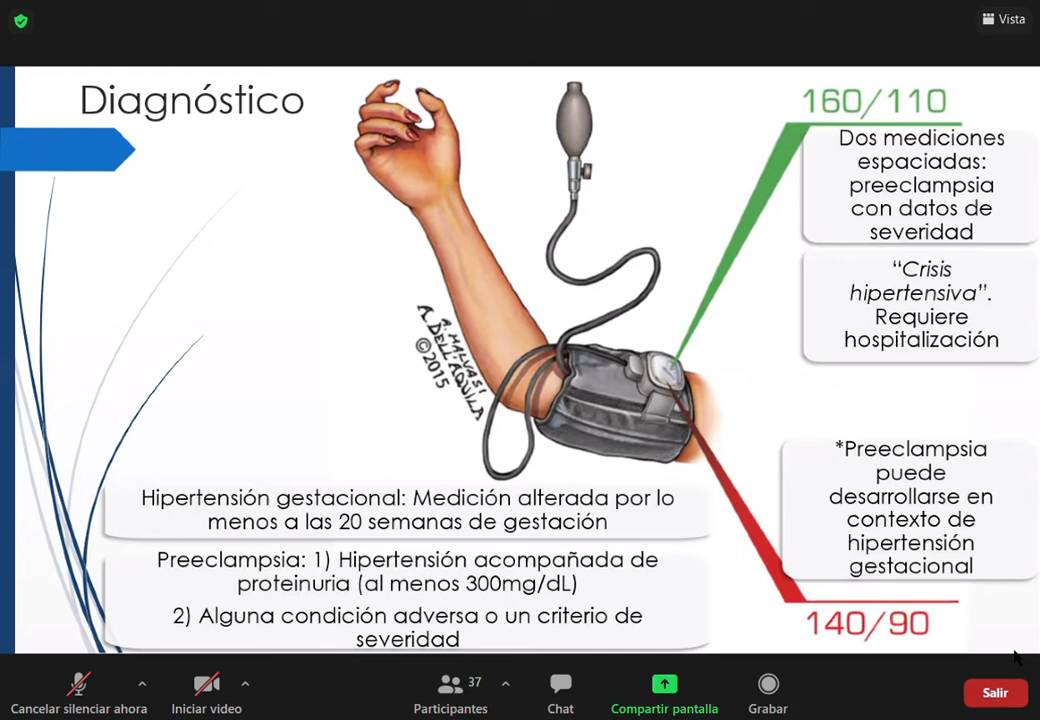 Vista
Diagnóstico
160/110
Dos mediciones
espaciadas:
preeclampsia
con datos de
severidad
“Crisis
hipertensiva”.
Requiere
hospitalización
A. MALVASI
A. DELL'AQUILA
©2015
*Preeclampsia
puede
desarrollarse en
contexto de
hipertensión
gestacional
140/90
Hipertensión gestacional: Medición alterada por lo
menos a las 20 semanas de gestación
Preeclampsia: 1) Hipertensión acompañada de
proteinuria (al menos 300mg/dL)
2) Alguna condición adversa o un criterio de
severidad
Cancelar silenciar ahora
Iniciar video
37
Participantes
Chat
Compartir pantalla
Grabar
Salir